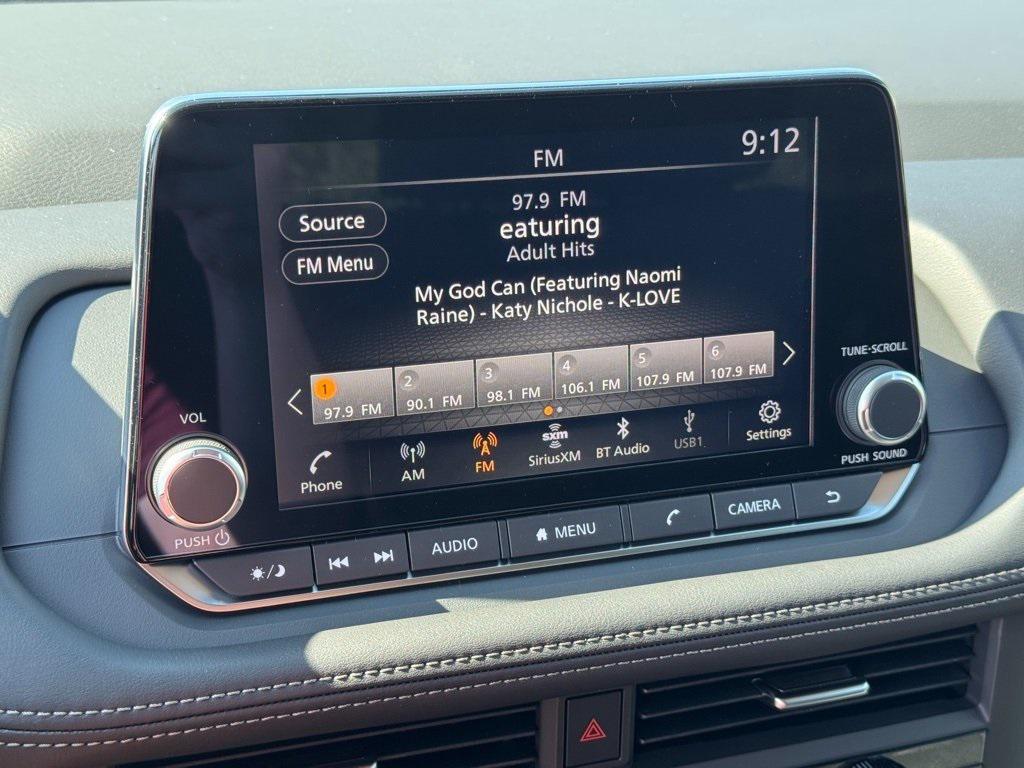 9:12
FM
97.9 FM
eaturing
Adult Hits
Source
FM Menu
My God Can (Featuring Naomi
Raine) - Katy Nichole - K-LOVE
1 97.9 FM
2 90.1 FM
3 98.1 FM
4 106.1 FM
5 107.9 FM
6 107.9 FM
Phone
AM
FM
sxm
SiriusXM
BT Audio
USB1
Settings
VOL
PUSH
TUNE·SCROLL
PUSH SOUND
AUDIO
MENU
CAMERA